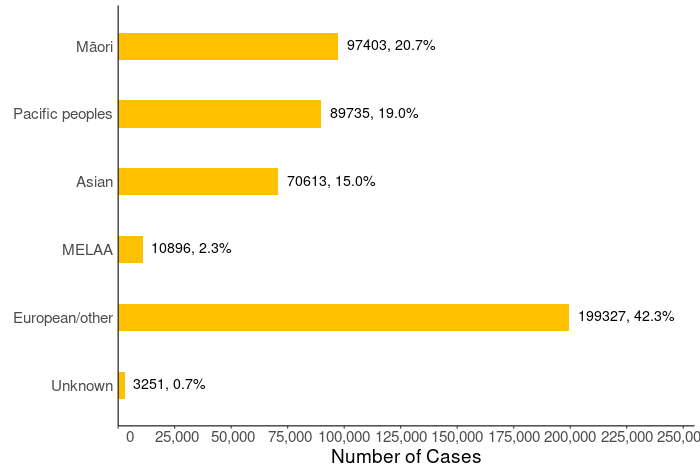 Māori 97403, 20.7%
Pacific peoples 89735, 19.0%
Asian 70613, 15.0%
MELAA 10896, 2.3%
European/other 199327, 42.3%
Unknown 3251, 0.7%
0 25,000 50,000 75,000 100,000 125,000 150,000 175,000 200,000 225,000 250,0
Number of Cases